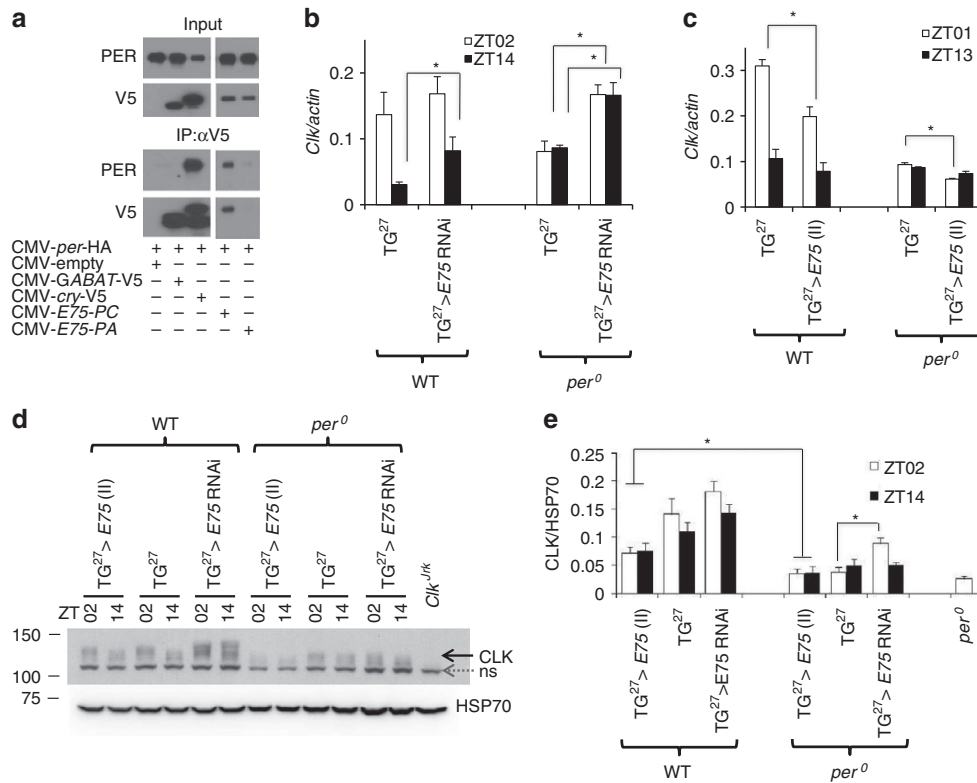 a
Input
PER
V5
IP:αV5
PER
V5
CMV-per-HA + + + + +
CMV-empty + – – – –
CMV-GABAT-V5 – + – – –
CMV-cry-V5 – – + – –
CMV-E75-PC – – – + –
CMV-E75-PA – – – – +
b
ZT02
ZT14
Clk/actin
0.2
0.1
0
*
*
*
TG27
TG27>E75 RNAi
TG27
TG27>E75 RNAi
WT
per0
c
ZT01
ZT13
Clk/actin
0.3
0.2
0.1
0
*
*
TG27
TG27>E75 (II)
TG27
TG27>E75 (II)
WT
per0
d
WT
per0
TG27> E75 (II)
TG27
TG27> E75 RNAi
TG27> E75 (II)
TG27
TG27> E75 RNAi
ClkJrk
ZT 02 14 02 14 02 14 02 14 02 14 02 14
150
100
75
CLK
ns
HSP70
e
ZT02
ZT14
CLK/HSP70
0.25
0.2
0.15
0.1
0.05
0
*
*
TG27> E75 (II)
TG27
TG27>E75 RNAi
TG27> E75 (II)
TG27
TG27> E75 RNAi
per0
WT
per0